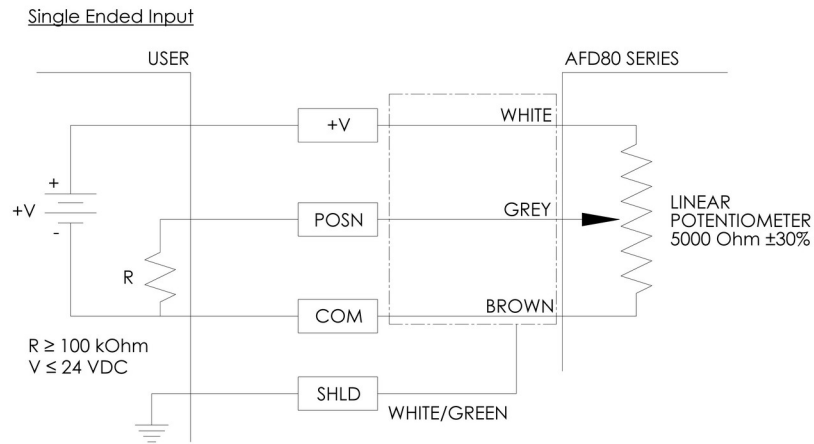 Single Ended Input
USER
AFD80 SERIES
+V
WHITE
+
+V
-
POSN
GREY
LINEAR
POTENTIOMETER
5000 Ohm ±30%
R
COM
BROWN
R ≥ 100 kOhm
V ≤ 24 VDC
SHLD
WHITE/GREEN